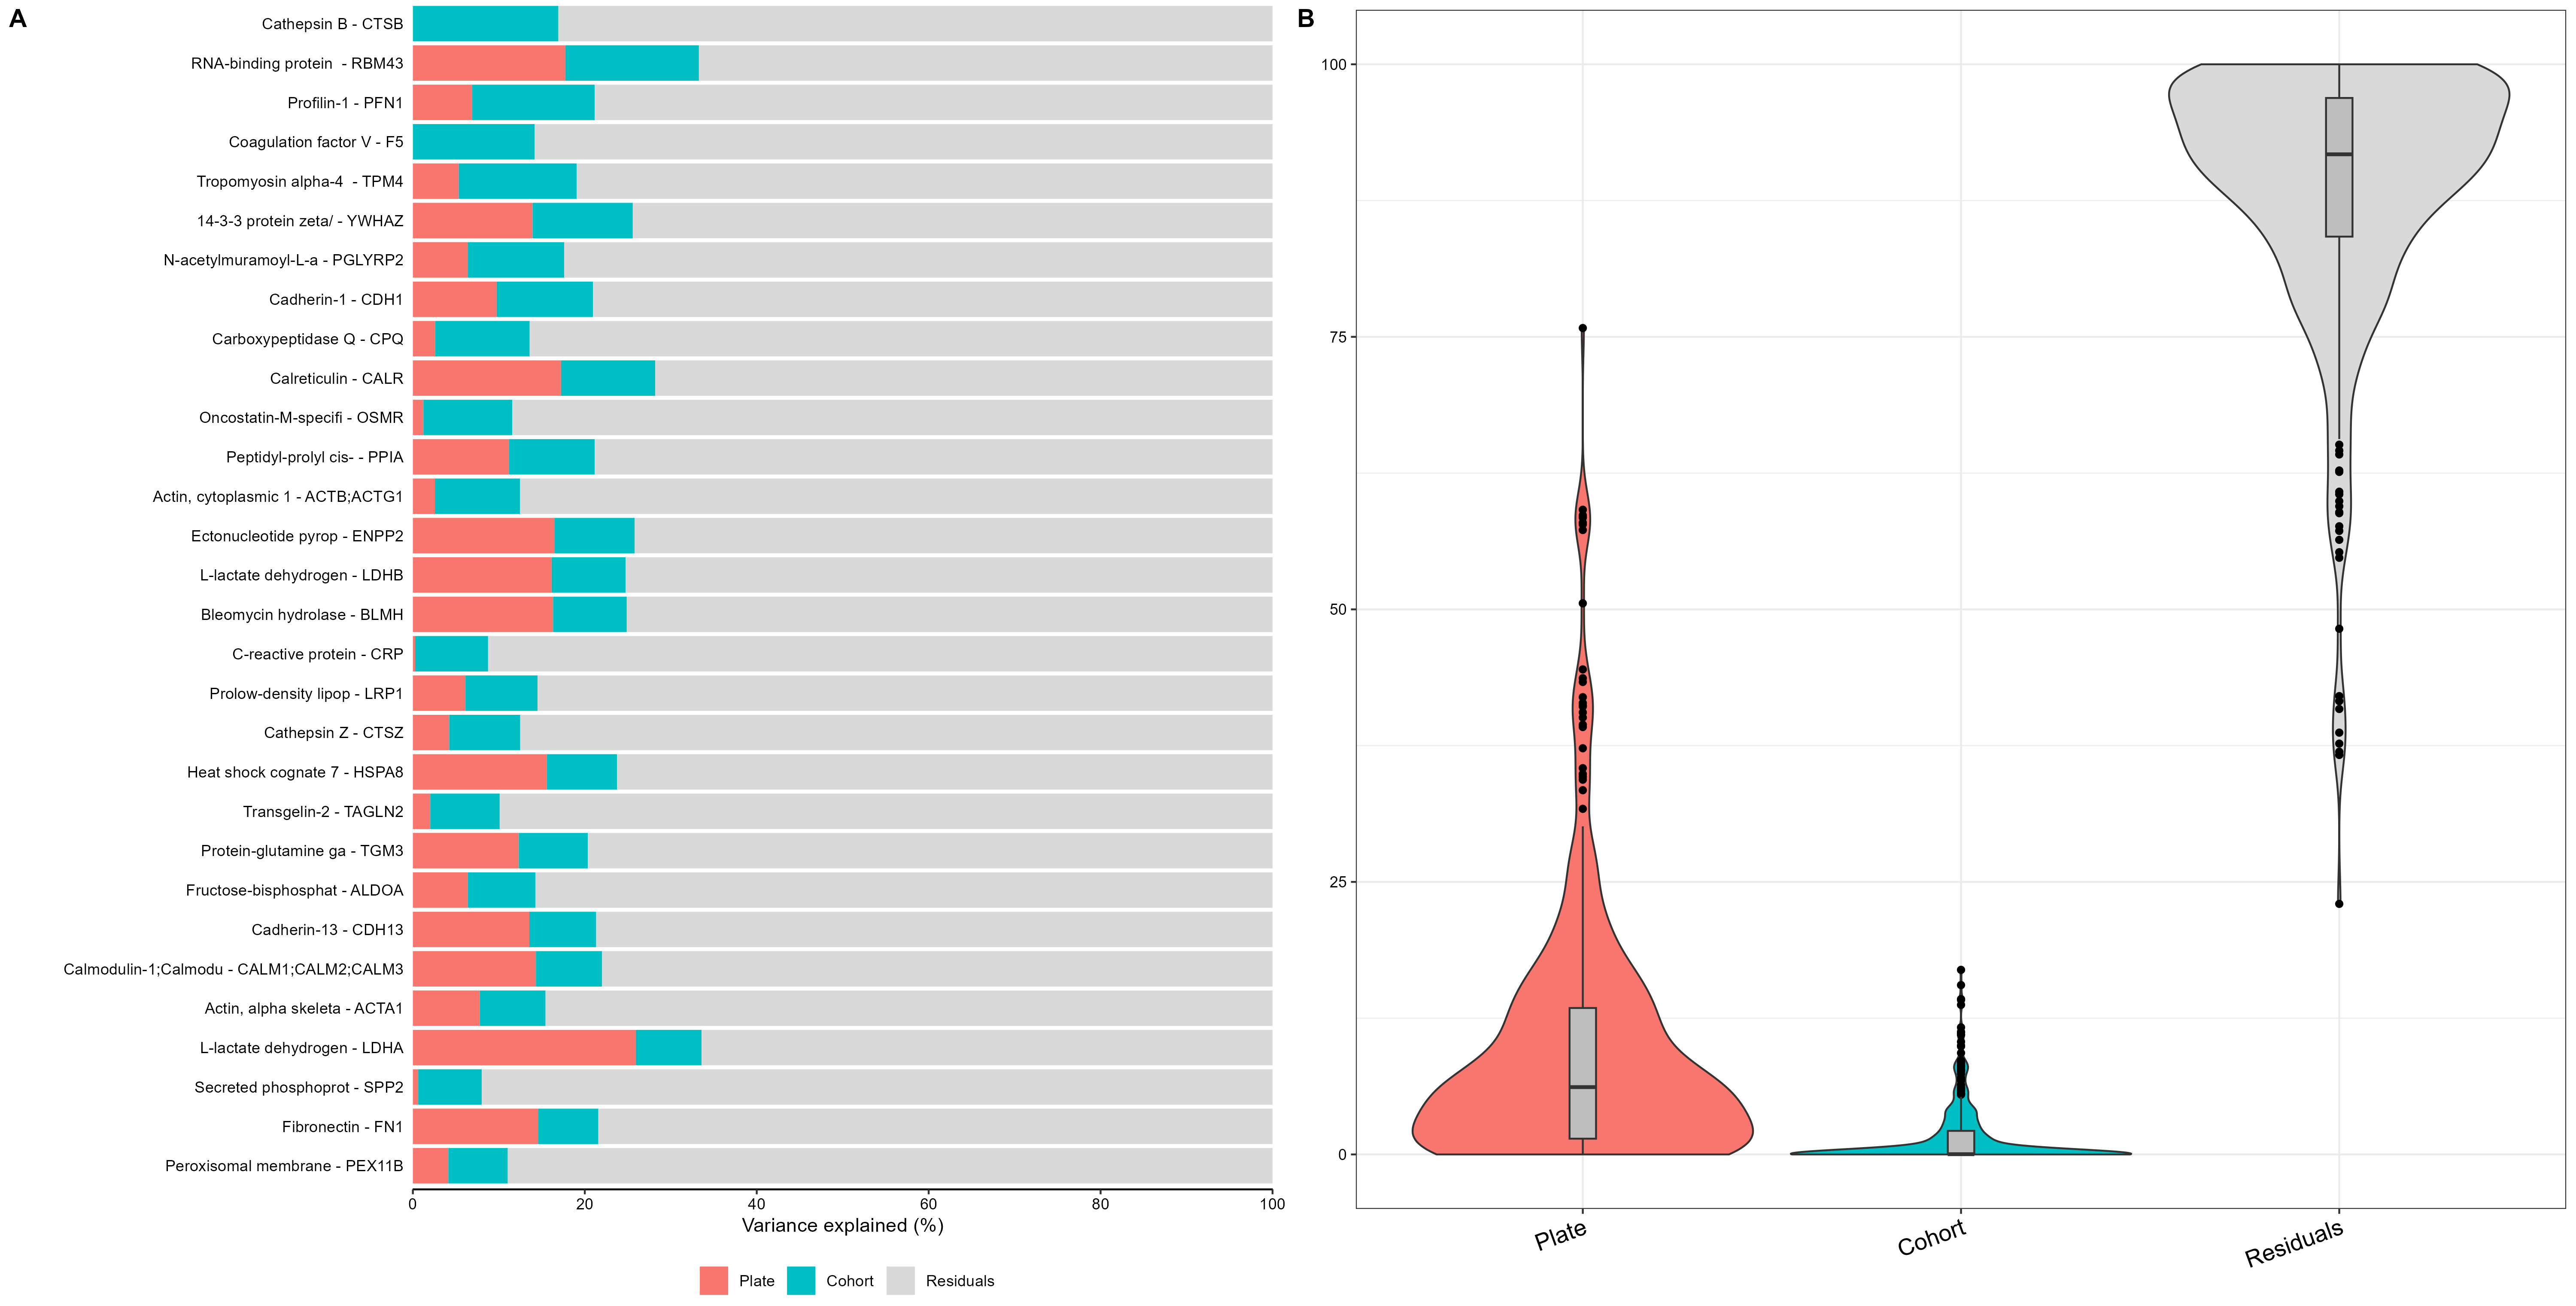 A
Cathepsin B - CTSB
RNA-binding protein  - RBM43
Profilin-1 - PFN1
Coagulation factor V - F5
Tropomyosin alpha-4  - TPM4
14-3-3 protein zeta/ - YWHAZ
N-acetylmuramoyl-L-a - PGLYRP2
Cadherin-1 - CDH1
Carboxypeptidase Q - CPQ
Calreticulin - CALR
Oncostatin-M-specifi - OSMR
Peptidyl-prolyl cis- - PPIA
Actin, cytoplasmic 1 - ACTB;ACTG1
Ectonucleotide pyrop - ENPP2
L-lactate dehydrogen - LDHB
Bleomycin hydrolase - BLMH
C-reactive protein - CRP
Prolow-density lipop - LRP1
Cathepsin Z - CTSZ
Heat shock cognate 7 - HSPA8
Transgelin-2 - TAGLN2
Protein-glutamine ga - TGM3
Fructose-bisphosphat - ALDOA
Cadherin-13 - CDH13
Calmodulin-1;Calmodu - CALM1;CALM2;CALM3
Actin, alpha skeleta - ACTA1
L-lactate dehydrogen - LDHA
Secreted phosphoprot - SPP2
Fibronectin - FN1
Peroxisomal membrane - PEX11B
0 20 40 60 80 100
Variance explained (%)
Plate Cohort Residuals
B
100
75
50
25
0
Plate Cohort Residuals